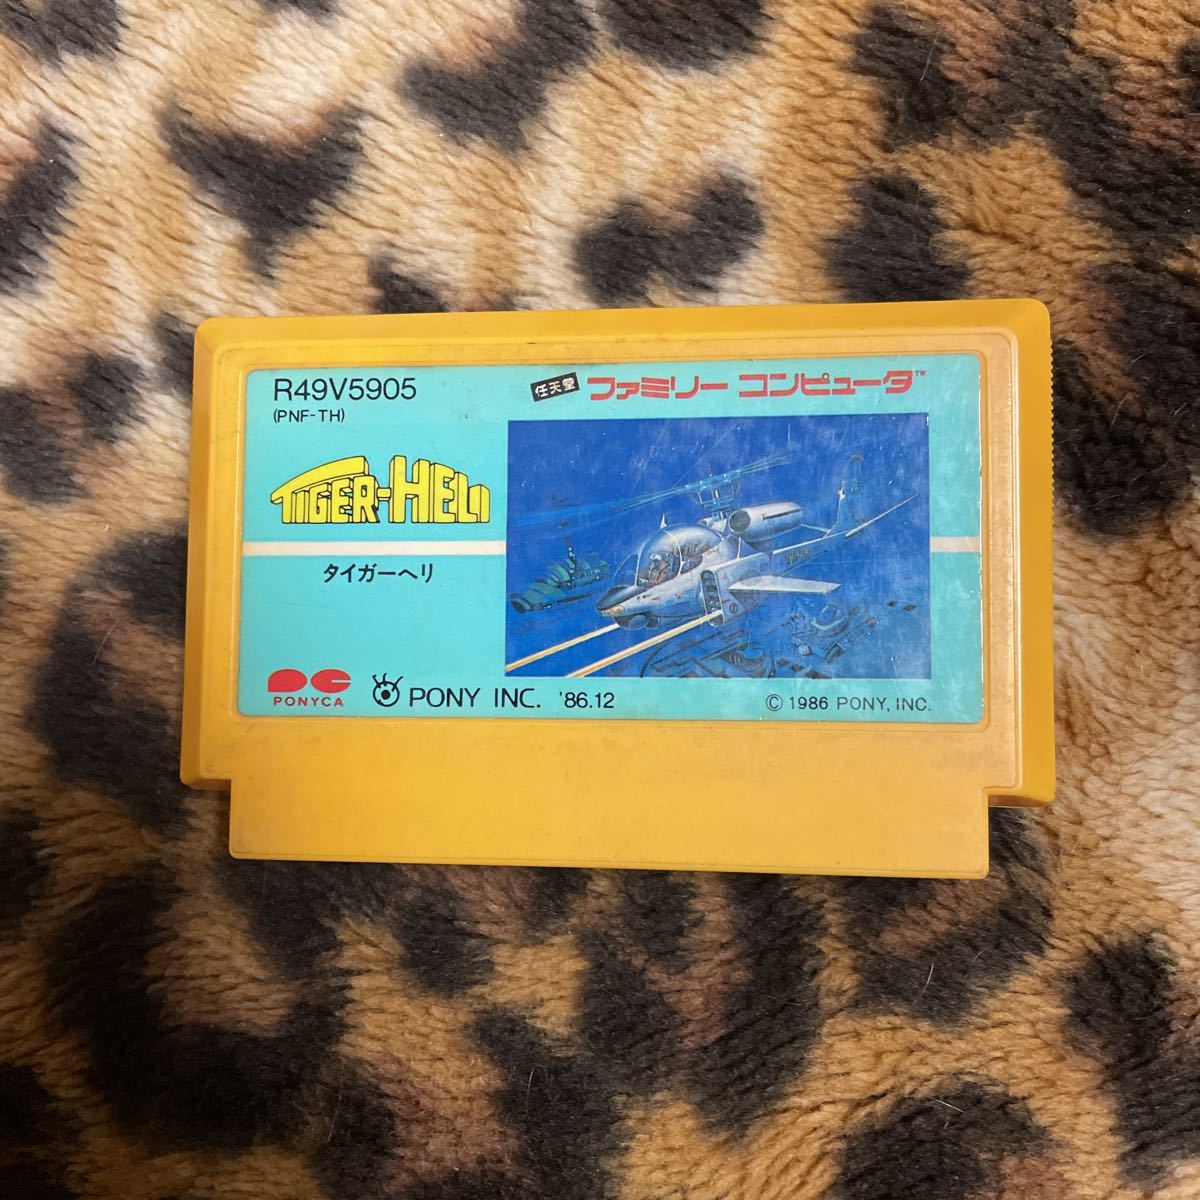 R49V5905
(PNF-TH)
任天堂 ファミリー コンピュータ™
TIGER-HELI
タイガーヘリ
PONYCA
PONY INC. '86.12
© 1986 PONY, INC.